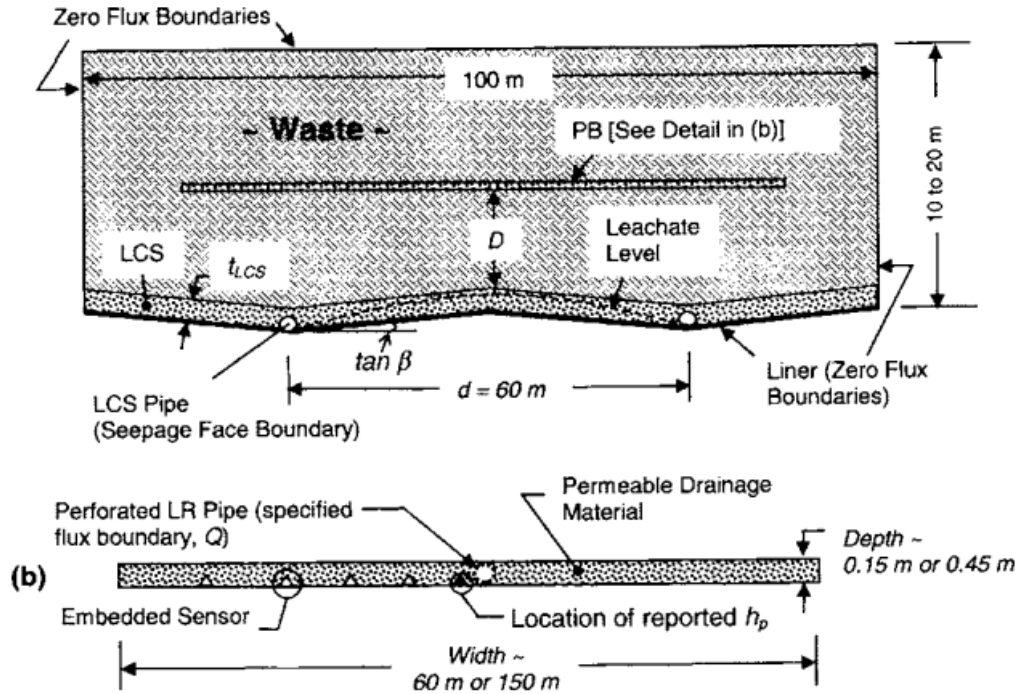 Zero Flux Boundaries
100 m
~ Waste ~
PB [See Detail in (b)]
10 to 20 m
D
Leachate
Level
LCS
t_LCS
tan β
d = 60 m
Liner (Zero Flux
Boundaries)
LCS Pipe
(Seepage Face Boundary)
Perforated LR Pipe (specified
flux boundary, Q)
Permeable Drainage
Material
Depth ~
0.15 m or 0.45 m
(b)
Embedded Sensor
Location of reported h_p
Width ~
60 m or 150 m